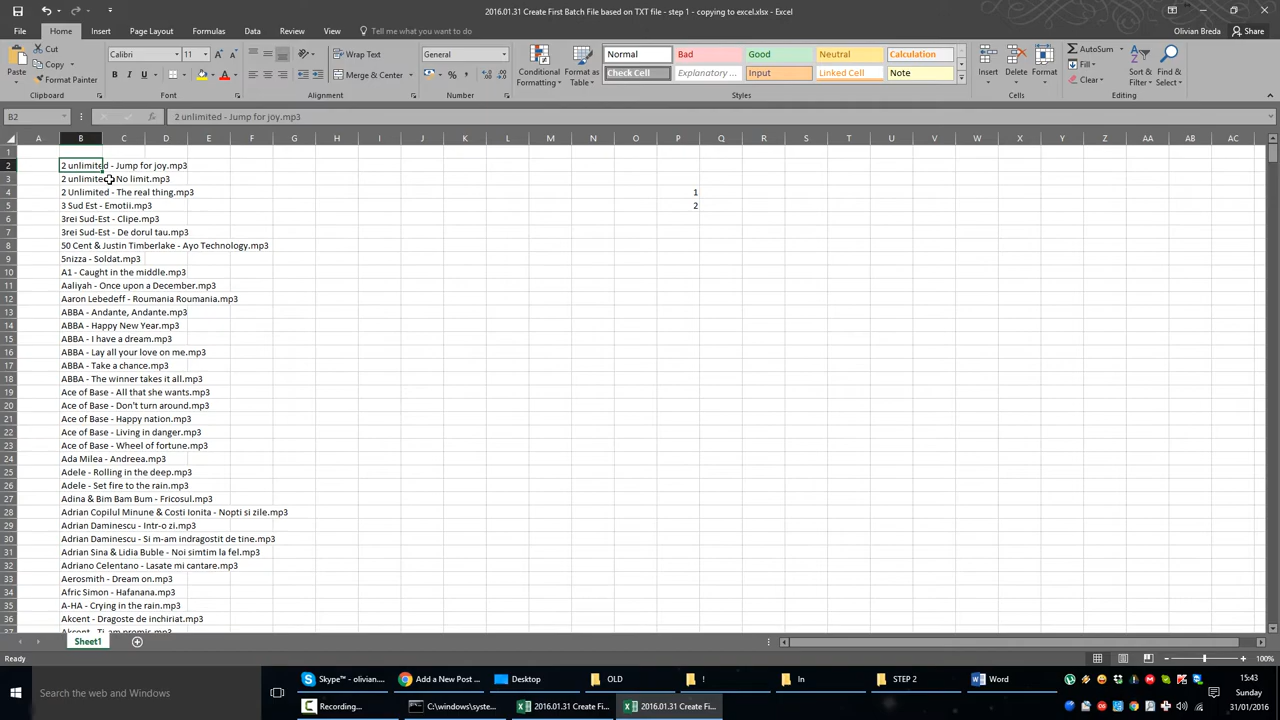 2016.01.31 Create First Batch File based on TXT file - step 1 - copying to excel.xlsx - Excel
File Home Insert Page Layout Formulas Data Review View Tell me what you want to do... Olivian Breda Share
Paste
Cut
Copy
Format Painter
Clipboard
Calibri 11
B I U
Font
Wrap Text
Merge & Center
Alignment
General
% ,
Number
Conditional Formatting
Format as Table
Normal Bad Good Neutral Calculation
Check Cell Explanatory ... Input Linked Cell Note
Styles
Insert Delete Format
Cells
AutoSum
Fill
Clear
Sort & Filter
Find & Select
Editing
B2 fx 2 unlimited - Jump for joy.mp3
A B C D E F G H I J K L M N O P Q R S T U V W X Y Z AA AB AC
1
2 2 unlimited - Jump for joy.mp3
3 2 unlimited - No limit.mp3
4 2 Unlimited - The real thing.mp3 1
5 3 Sud Est - Emotii.mp3 2
6 3rei Sud-Est - Clipe.mp3
7 3rei Sud-Est - De dorul tau.mp3
8 50 Cent & Justin Timberlake - Ayo Technology.mp3
9 5nizza - Soldat.mp3
10 A1 - Caught in the middle.mp3
11 Aaliyah - Once upon a December.mp3
12 Aaron Lebedeff - Roumania Roumania.mp3
13 ABBA - Andante, Andante.mp3
14 ABBA - Happy New Year.mp3
15 ABBA - I have a dream.mp3
16 ABBA - Lay all your love on me.mp3
17 ABBA - Take a chance.mp3
18 ABBA - The winner takes it all.mp3
19 Ace of Base - All that she wants.mp3
20 Ace of Base - Don't turn around.mp3
21 Ace of Base - Happy nation.mp3
22 Ace of Base - Living in danger.mp3
23 Ace of Base - Wheel of fortune.mp3
24 Ada Milea - Andreea.mp3
25 Adele - Rolling in the deep.mp3
26 Adele - Set fire to the rain.mp3
27 Adina & Bim Bam Bum - Fricosul.mp3
28 Adrian Copilul Minune & Costi Ionita - Nopti si zile.mp3
29 Adrian Daminescu - Intr-o zi.mp3
30 Adrian Daminescu - Si m-am indragostit de tine.mp3
31 Adrian Sina & Lidia Buble - Noi simtim la fel.mp3
32 Adriano Celentano - Lasate mi cantare.mp3
33 Aerosmith - Dream on.mp3
34 Afric Simon - Hafanana.mp3
35 A-HA - Crying in the rain.mp3
36 Akcent - Dragoste de inchiriat.mp3
37 Akcent - Ti-am promis.mp3
Sheet1
Ready 100%
Search the web and Windows
Skype™ - olivian.... Add a New Post ... Desktop OLD ! In STEP 2 Word
Recording... C:\windows\syste... 2016.01.31 Create Fi... 2016.01.31 Create Fi...
15:43
Sunday
31/01/2016